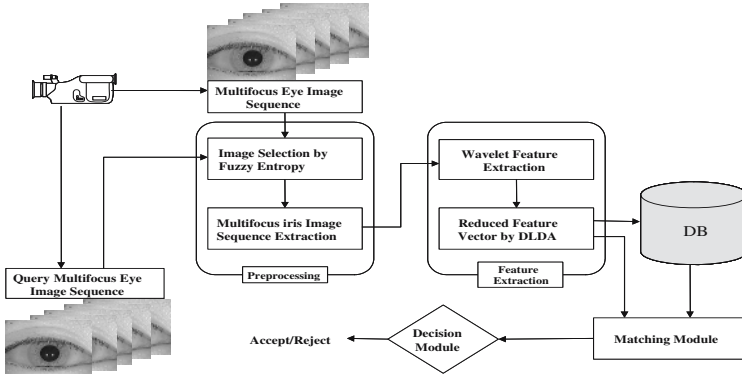 Multifocus Eye Image
Sequence
Image Selection by
Fuzzy Entropy
Multifocus iris Image
Sequence Extraction
Preprocessing
Wavelet Feature
Extraction
Reduced Feature
Vector by DLDA
Feature
Extraction
DB
Query Multifocus Eye
Image Sequence
Accept/Reject
Decision
Module
Matching Module